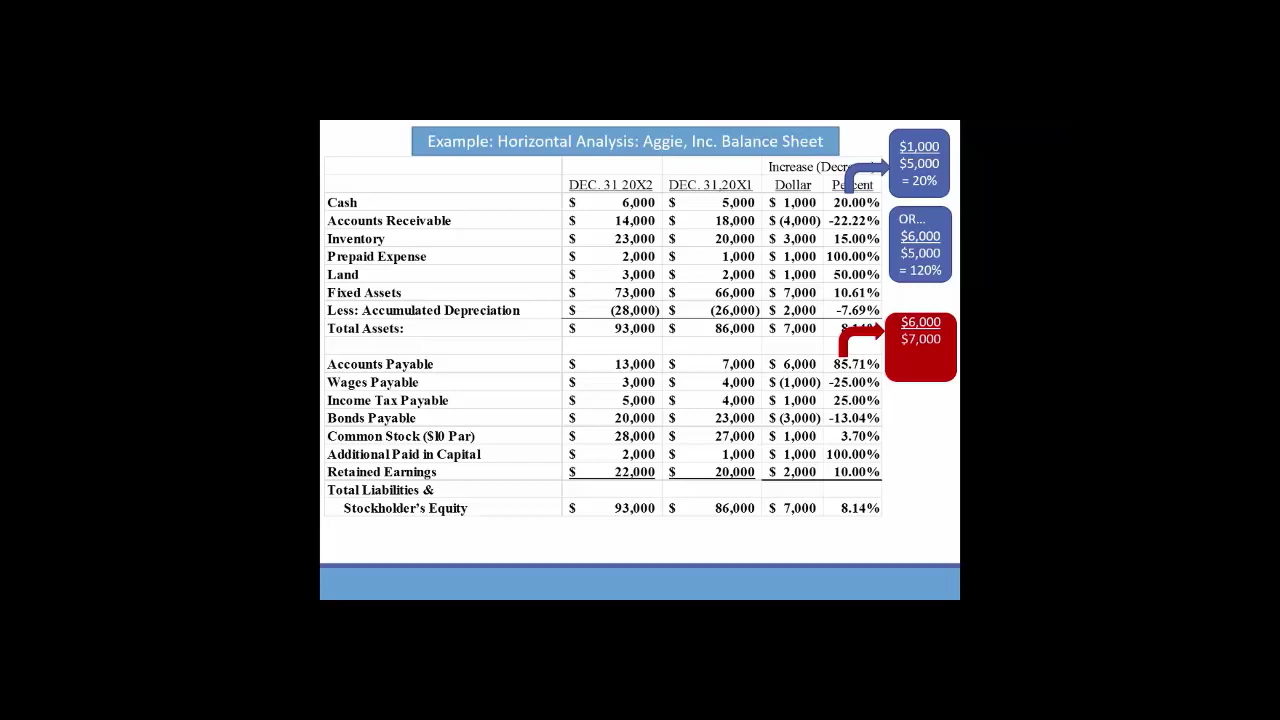 Example: Horizontal Analysis: Aggie, Inc. Balance Sheet
Increase (Decr
DEC. 31 20X2 DEC. 31,20X1 Dollar Percent
Cash $ 6,000 $ 5,000 $ 1,000 20.00%
Accounts Receivable $ 14,000 $ 18,000 $ (4,000) -22.22%
Inventory $ 23,000 $ 20,000 $ 3,000 15.00%
Prepaid Expense $ 2,000 $ 1,000 $ 1,000 100.00%
Land $ 3,000 $ 2,000 $ 1,000 50.00%
Fixed Assets $ 73,000 $ 66,000 $ 7,000 10.61%
Less: Accumulated Depreciation $ (28,000) $ (26,000) $ 2,000 -7.69%
Total Assets: $ 93,000 $ 86,000 $ 7,000 8.14%
Accounts Payable $ 13,000 $ 7,000 $ 6,000 85.71%
Wages Payable $ 3,000 $ 4,000 $ (1,000) -25.00%
Income Tax Payable $ 5,000 $ 4,000 $ 1,000 25.00%
Bonds Payable $ 20,000 $ 23,000 $ (3,000) -13.04%
Common Stock ($10 Par) $ 28,000 $ 27,000 $ 1,000 3.70%
Additional Paid in Capital $ 2,000 $ 1,000 $ 1,000 100.00%
Retained Earnings $ 22,000 $ 20,000 $ 2,000 10.00%
Total Liabilities &
Stockholder's Equity $ 93,000 $ 86,000 $ 7,000 8.14%
$1,000
$5,000
= 20%
OR...
$6,000
$5,000
= 120%
$6,000
$7,000